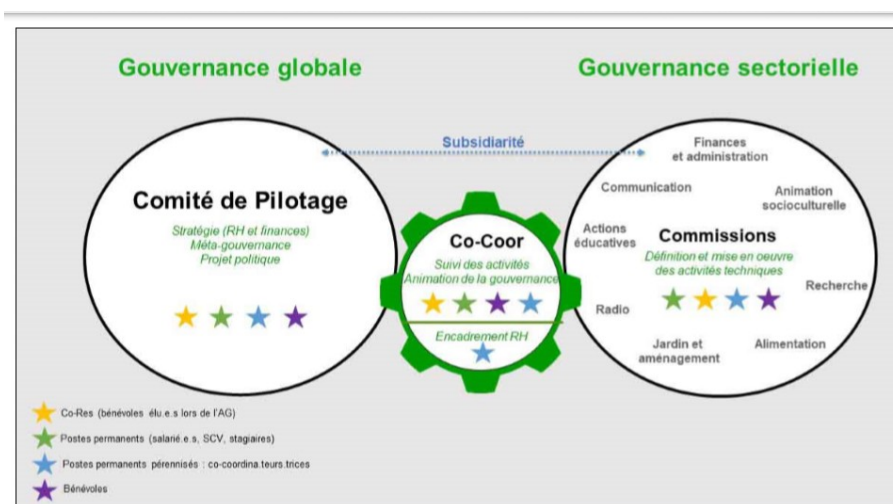 Gouvernance globale
Gouvernance sectorielle
Subsidiarité
Comité de Pilotage
Stratégie (RH et finances)
Méta-gouvernance
Projet politique
Co-Coor
Suivi des activités
Animation de la gouvernance
Encadrement RH
Finances
et administration
Communication
Animation
socioculturelle
Actions
éducatives
Commissions
Définition et mise en oeuvre
des activités techniques
Recherche
Radio
Jardin et
aménagement
Alimentation
Co-Res (bénévoles élu.e.s lors de l'AG)
Postes permanents (salarié.e.s, SCV, stagiaires)
Postes permanents pérennisés : co-coordina.teurs.trices
Bénévoles